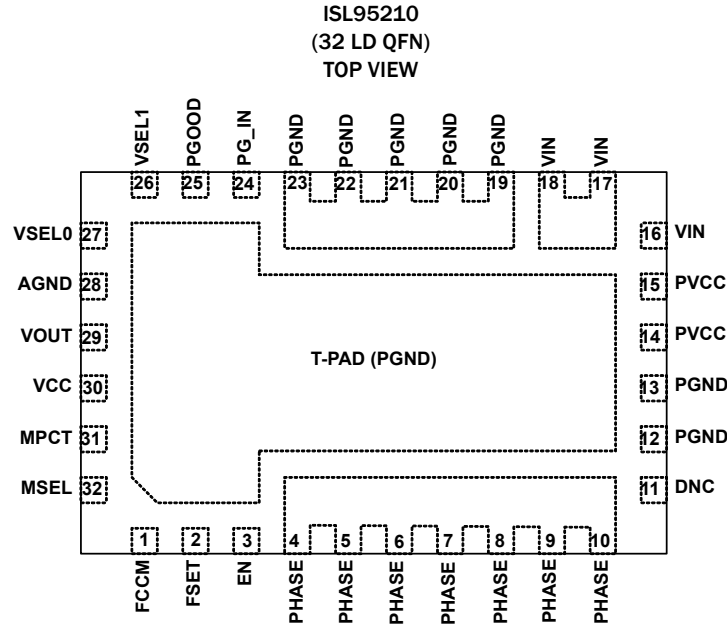 ISL95210
(32 LD QFN)
TOP VIEW
VSEL1
PGOOD
PG_IN
PGND
PGND
PGND
PGND
PGND
VIN
VIN
26 25 24 23 22 21 20 19 18 17
VSEL0 27 16 VIN
AGND 28 15 PVCC
VOUT 29 14 PVCC
T-PAD (PGND)
VCC 30 13 PGND
MPCT 31 12 PGND
MSEL 32 11 DNC
1 2 3 4 5 6 7 8 9 10
FCCM
FSET
EN
PHASE
PHASE
PHASE
PHASE
PHASE
PHASE
PHASE